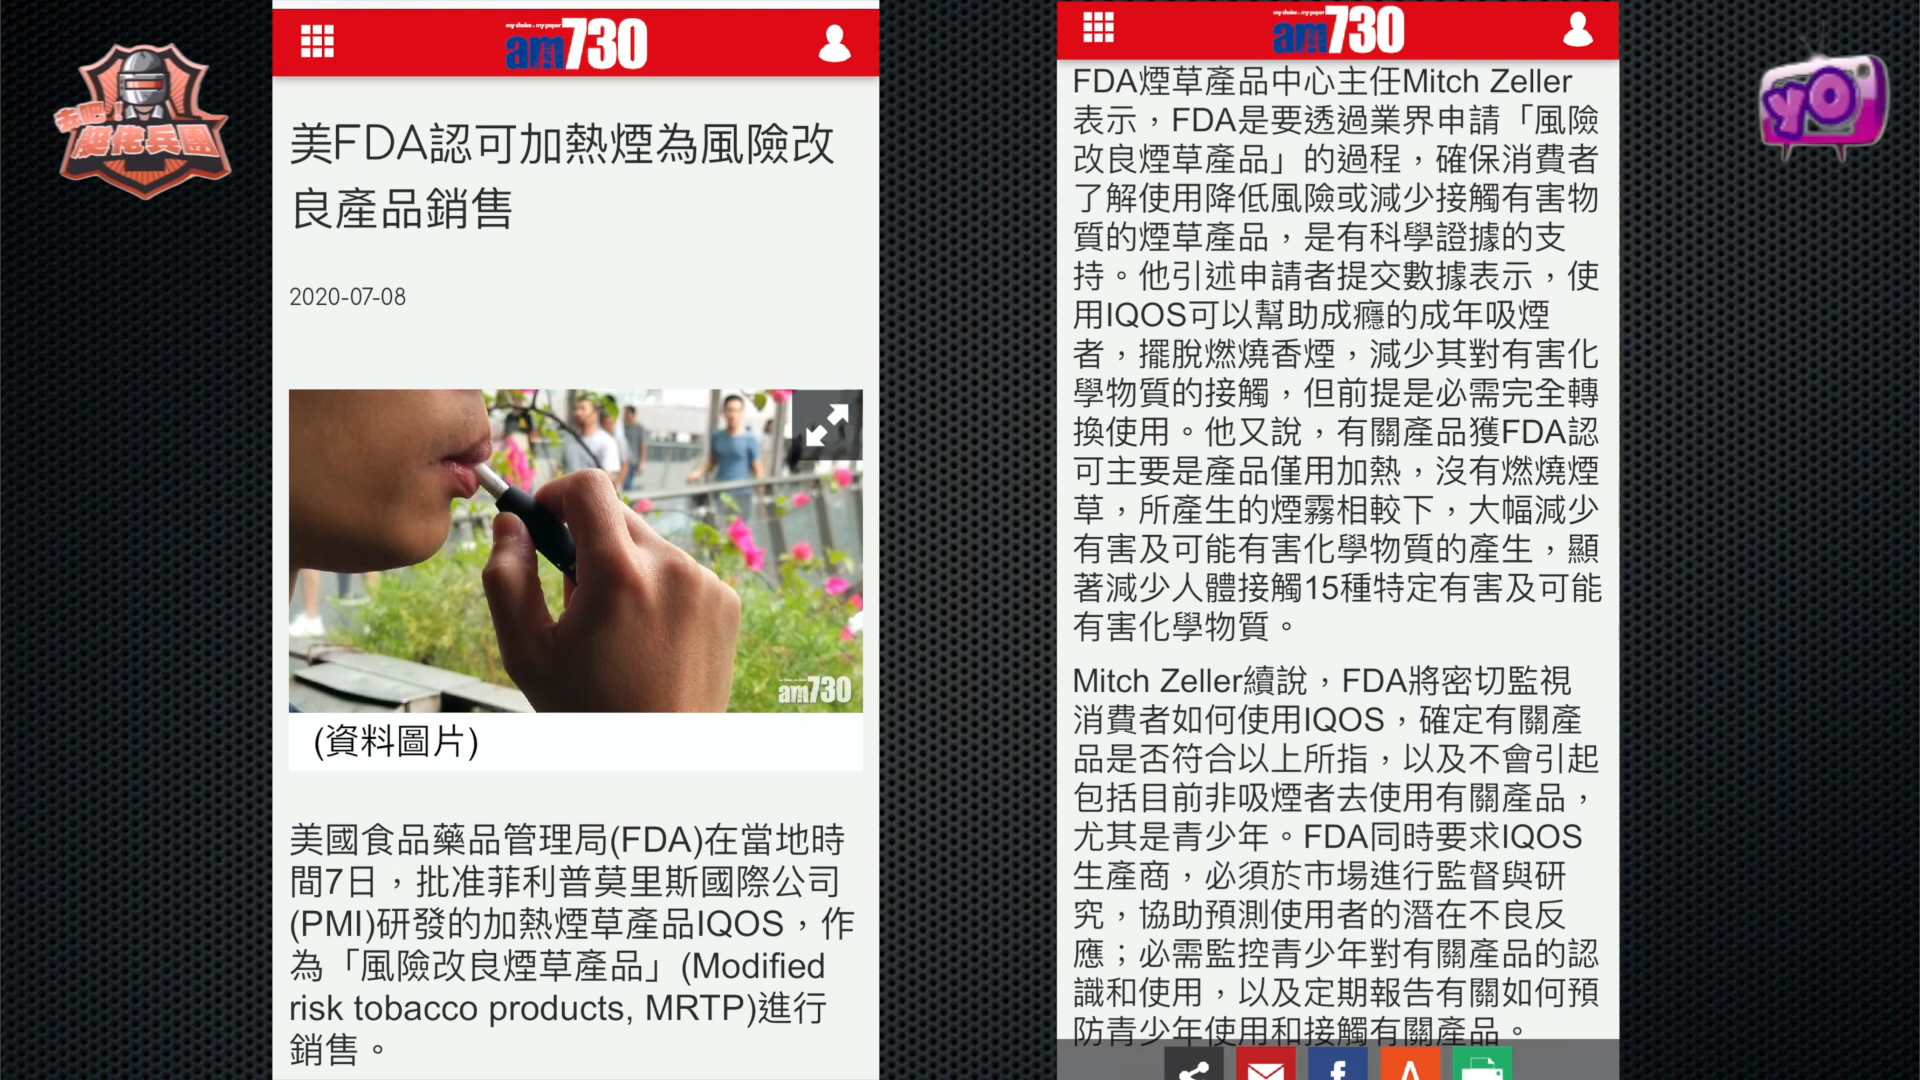 去吧!
艇佬兵團
my choice . my paper
am730
美FDA認可加熱煙為風險改
良產品銷售
2020-07-08
am730
(資料圖片)
美國食品藥品管理局(FDA)在當地時
間7日，批准菲利普莫里斯國際公司
(PMI)研發的加熱煙草產品IQOS，作
為「風險改良煙草產品」(Modified
risk tobacco products, MRTP)進行
銷售。
my choice . my paper
am730
FDA煙草產品中心主任Mitch Zeller
表示，FDA是要透過業界申請「風險
改良煙草產品」的過程，確保消費者
了解使用降低風險或減少接觸有害物
質的煙草產品，是有科學證據的支
持。他引述申請者提交數據表示，使
用IQOS可以幫助成癮的成年吸煙
者，擺脫燃燒香煙，減少其對有害化
學物質的接觸，但前提是必需完全轉
換使用。他又說，有關產品獲FDA認
可主要是產品僅用加熱，沒有燃燒煙
草，所產生的煙霧相較下，大幅減少
有害及可能有害化學物質的產生，顯
著減少人體接觸15種特定有害及可能
有害化學物質。
Mitch Zeller續說，FDA將密切監視
消費者如何使用IQOS，確定有關產
品是否符合以上所指，以及不會引起
包括目前非吸煙者去使用有關產品，
尤其是青少年。FDA同時要求IQOS
生產商，必須於市場進行監督與研
究，協助預測使用者的潛在不良反
應；必需監控青少年對有關產品的認
識和使用，以及定期報告有關如何預
防青少年使用和接觸有關產品。
yo